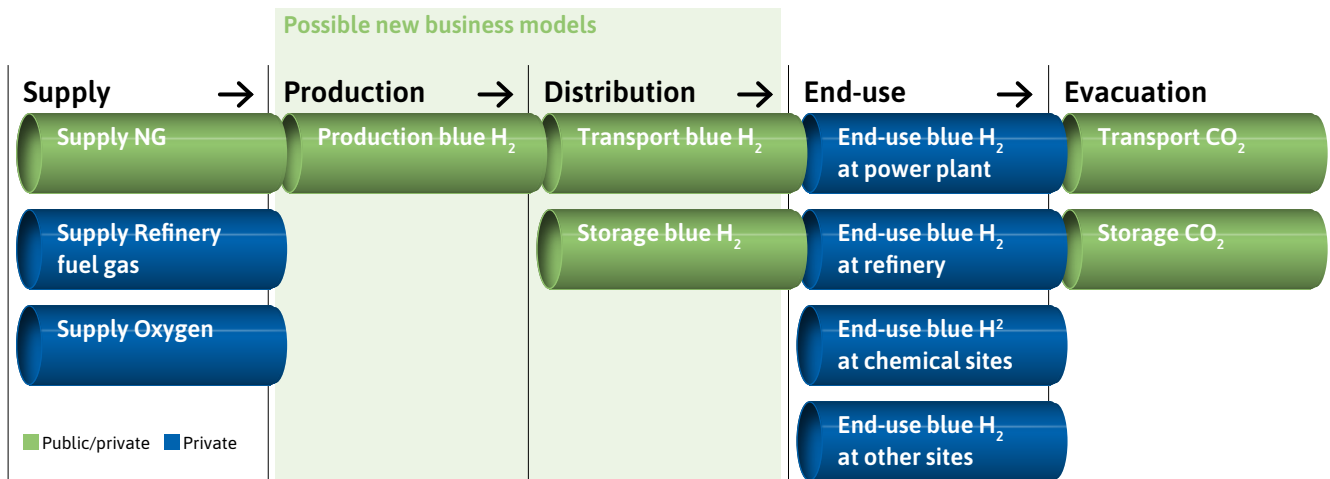 Possible new business models
Supply → Production → Distribution → End-use → Evacuation
Supply NG
Production blue H₂
Transport blue H₂
End-use blue H₂
at power plant
Transport CO₂
Supply Refinery
fuel gas
Storage blue H₂
End-use blue H₂
at refinery
Storage CO₂
Supply Oxygen
End-use blue H²
at chemical sites
End-use blue H₂
at other sites
Public/private Private